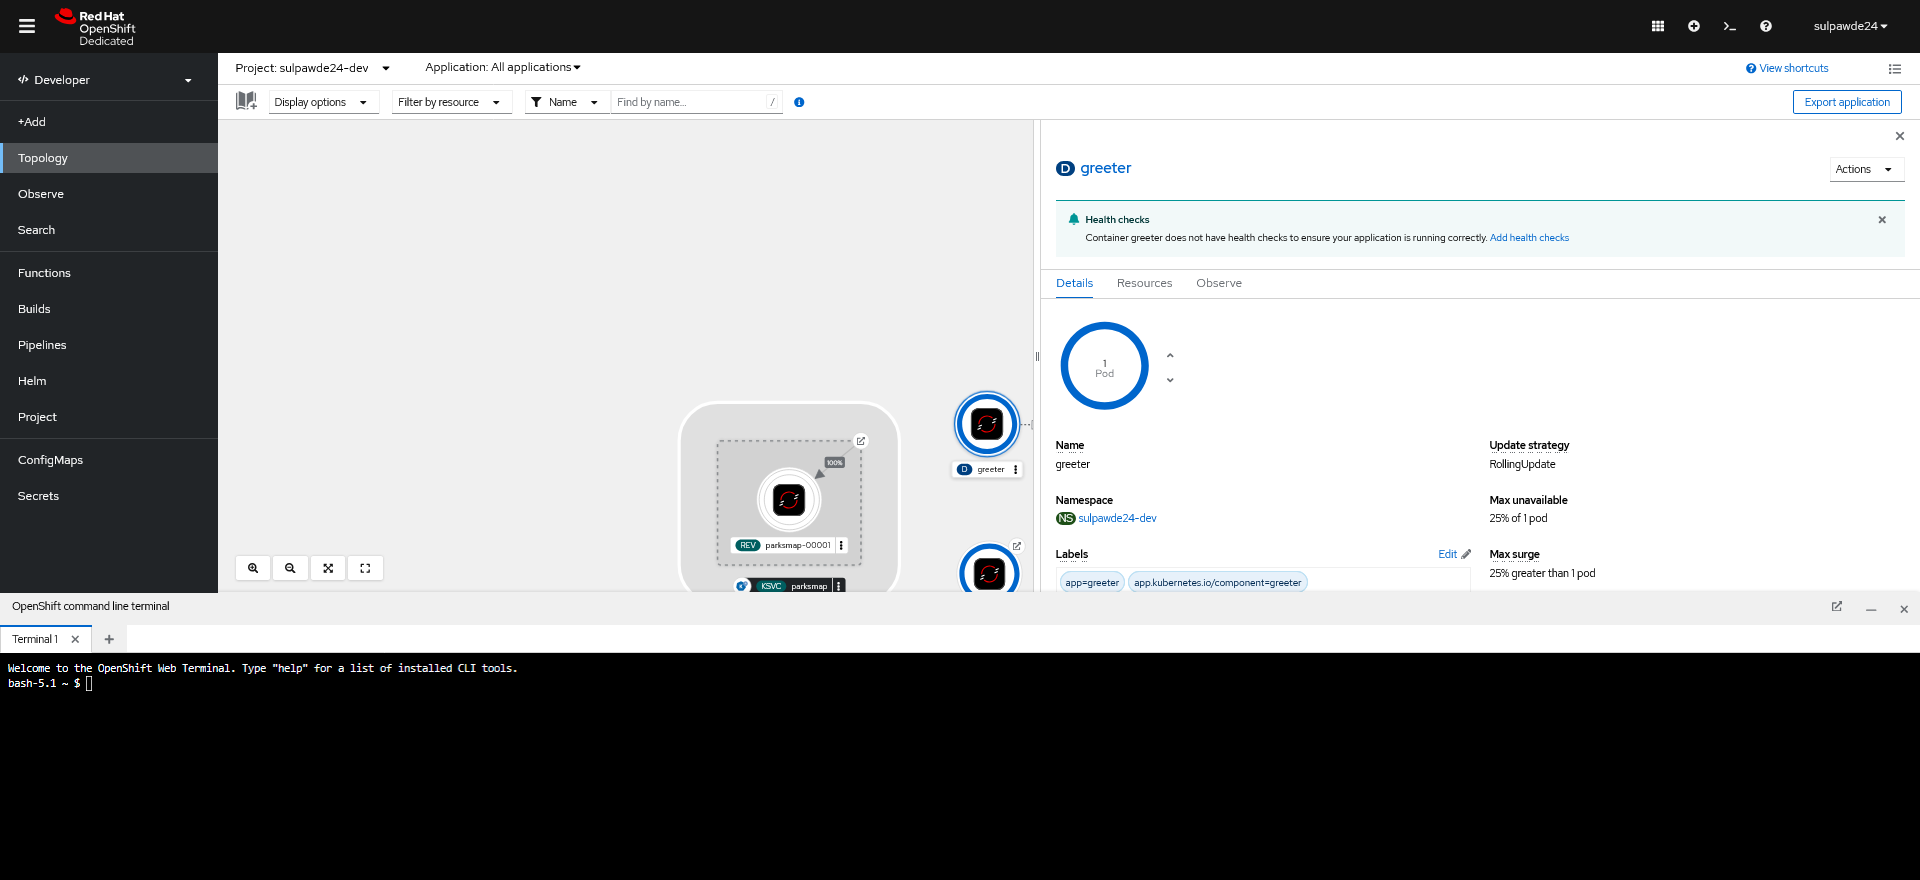 Red Hat
OpenShift
Dedicated
sulpawde24
Developer
+Add
Topology
Observe
Search
Functions
Builds
Pipelines
Helm
Project
ConfigMaps
Secrets
Project: sulpawde24-dev
Application: All applications
View shortcuts
Display options
Filter by resource
Name
Find by name...
/
Export application
100%
REV parksmap-00001
KSVC parksmap
D greeter
D greeter
Actions
Health checks
Container greeter does not have health checks to ensure your application is running correctly. Add health checks
Details
Resources
Observe
1
Pod
Name
greeter
Update strategy
RollingUpdate
Namespace
NS sulpawde24-dev
Max unavailable
25% of 1 pod
Labels
Edit
app=greeter
app.kubernetes.io/component=greeter
Max surge
25% greater than 1 pod
OpenShift command line terminal
Terminal 1
Welcome to the OpenShift Web Terminal. Type "help" for a list of installed CLI tools.
bash-5.1 ~ $